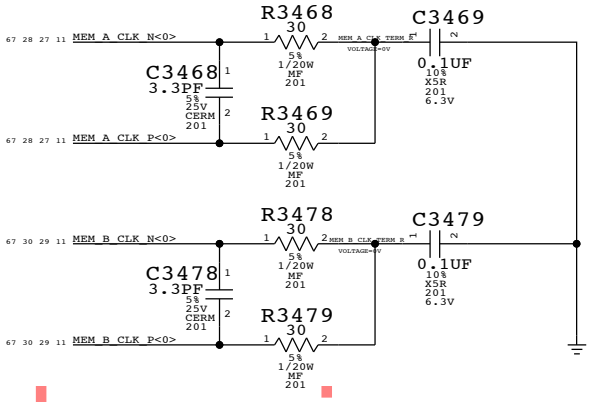 R3468
30
67 28 27 11 MEM_A_CLK_N<0>
1 2
MEM_A_CLK_TERM_R
VOLTAGE=0V
5%
1/20W
MF
201
C3469
1 2
0.1UF
10%
X5R
201
6.3V
C3468
1
3.3PF
5%
25V
CERM
201
2
R3469
30
67 28 27 11 MEM_A_CLK_P<0>
1 2
5%
1/20W
MF
201
R3478
30
67 30 29 11 MEM_B_CLK_N<0>
1 2
MEM_B_CLK_TERM_R
VOLTAGE=0V
5%
1/20W
MF
201
C3479
1 2
0.1UF
10%
X5R
201
6.3V
C3478
1
3.3PF
5%
25V
CERM
201
2
R3479
30
67 30 29 11 MEM_B_CLK_P<0>
1 2
5%
1/20W
MF
201